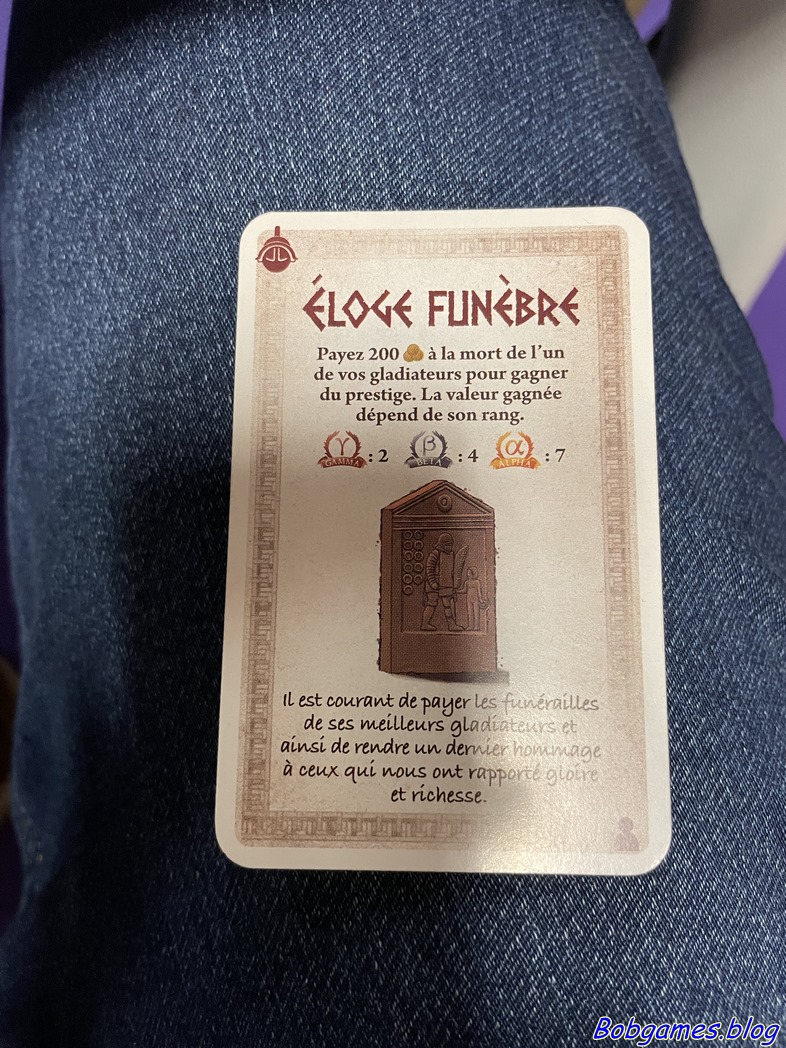 ÉLOGE FUNÈBRE
Payez 200 à la mort de l'un
de vos gladiateurs pour gagner
du prestige. La valeur gagnée
dépend de son rang.
γ GAMMA : 2 β BETA : 4 α ALPHA : 7
Il est courant de payer les funérailles
de ses meilleurs gladiateurs et
ainsi de rendre un dernier hommage
à ceux qui nous ont rapporté gloire
et richesse.
Bobgames.blog